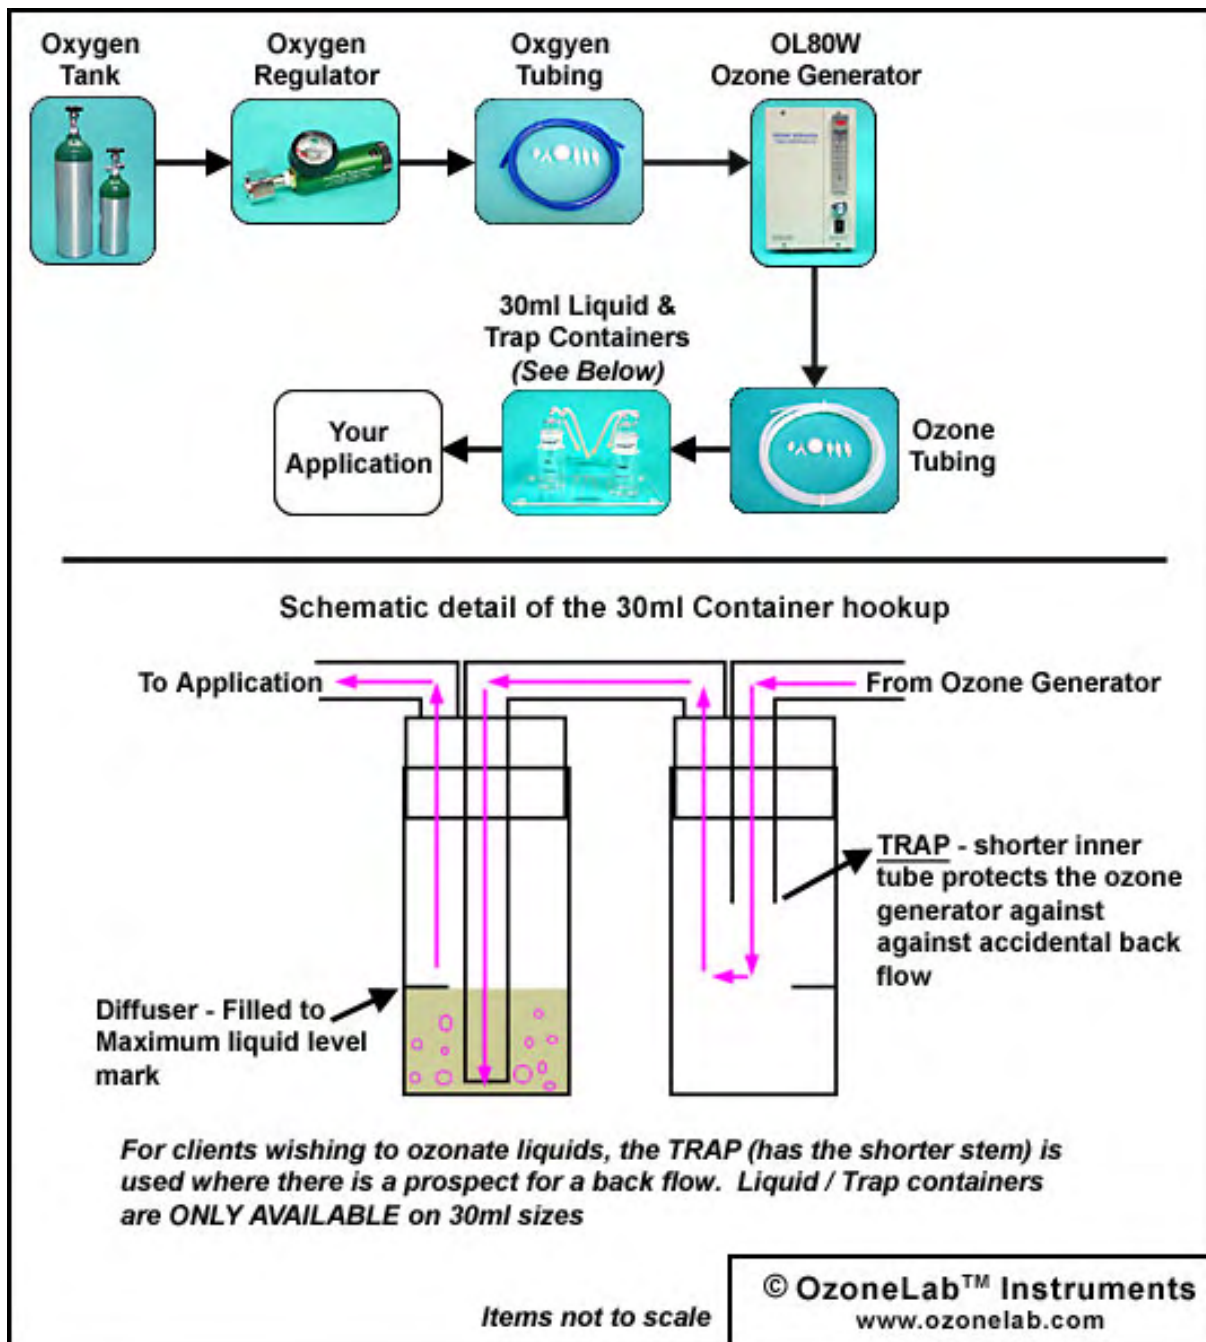 Oxygen
Tank
Oxygen
Regulator
Oxgyen
Tubing
OL80W
Ozone Generator
30ml Liquid &
Trap Containers
(See Below)
Your
Application
Ozone
Tubing
Schematic detail of the 30ml Container hookup
To Application
From Ozone Generator
TRAP - shorter inner
tube protects the ozone
generator against
against accidental back
flow
Diffuser - Filled to
Maximum liquid level
mark
For clients wishing to ozonate liquids, the TRAP (has the shorter stem) is
used where there is a prospect for a back flow.  Liquid / Trap containers
are ONLY AVAILABLE on 30ml sizes
Items not to scale
© OzoneLab™ Instruments
www.ozonelab.com